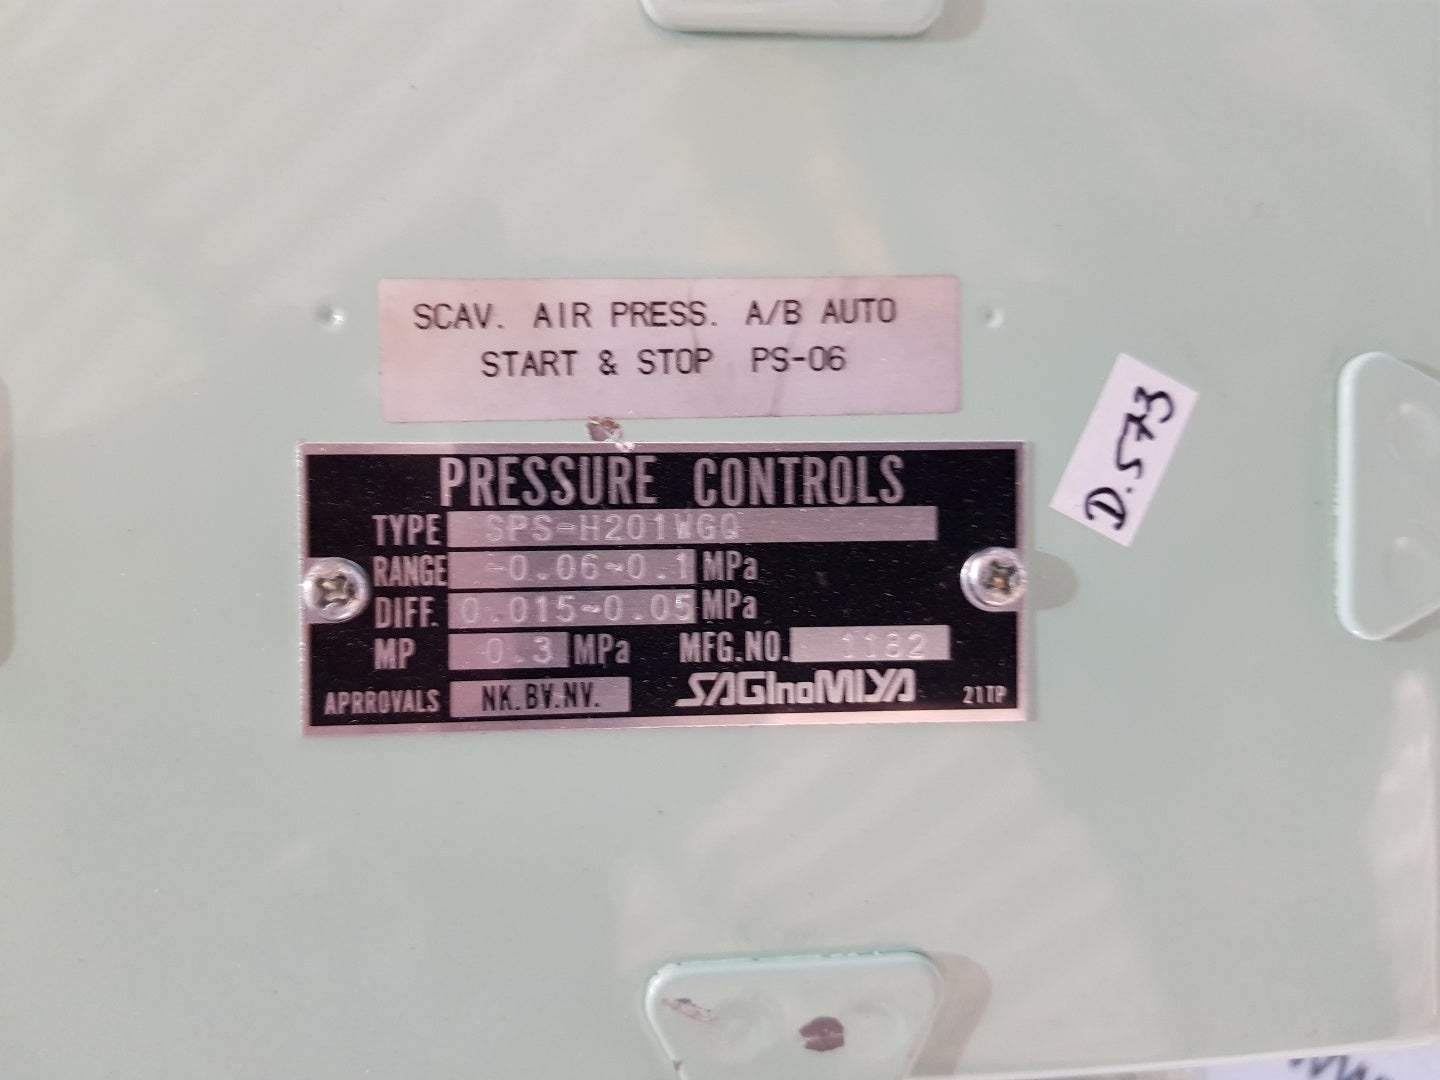 SCAV. AIR PRESS. A/B AUTO
START & STOP PS-06
D.573
PRESSURE CONTROLS
TYPE SPS-H201WGQ
RANGE -0.06~0.1 MPa
DIFF. 0.015~0.05 MPa
MP 0.3 MPa MFG.NO. 1182
APRROVALS NK.BV.NV. SAGInoMIYA 21TP